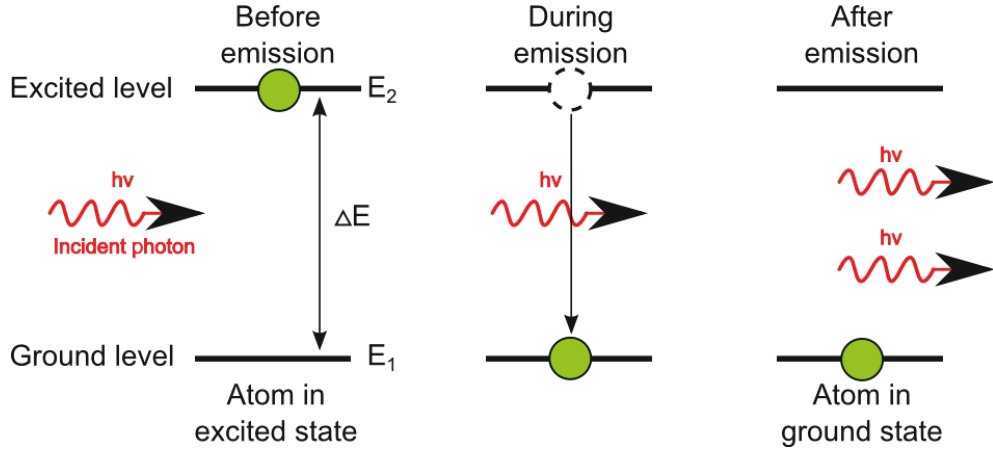 Before
emission
During
emission
After
emission
Excited level
E₂
hv
Incident photon
ΔE
hv
hv
hv
Ground level
E₁
Atom in
excited state
Atom in
ground state